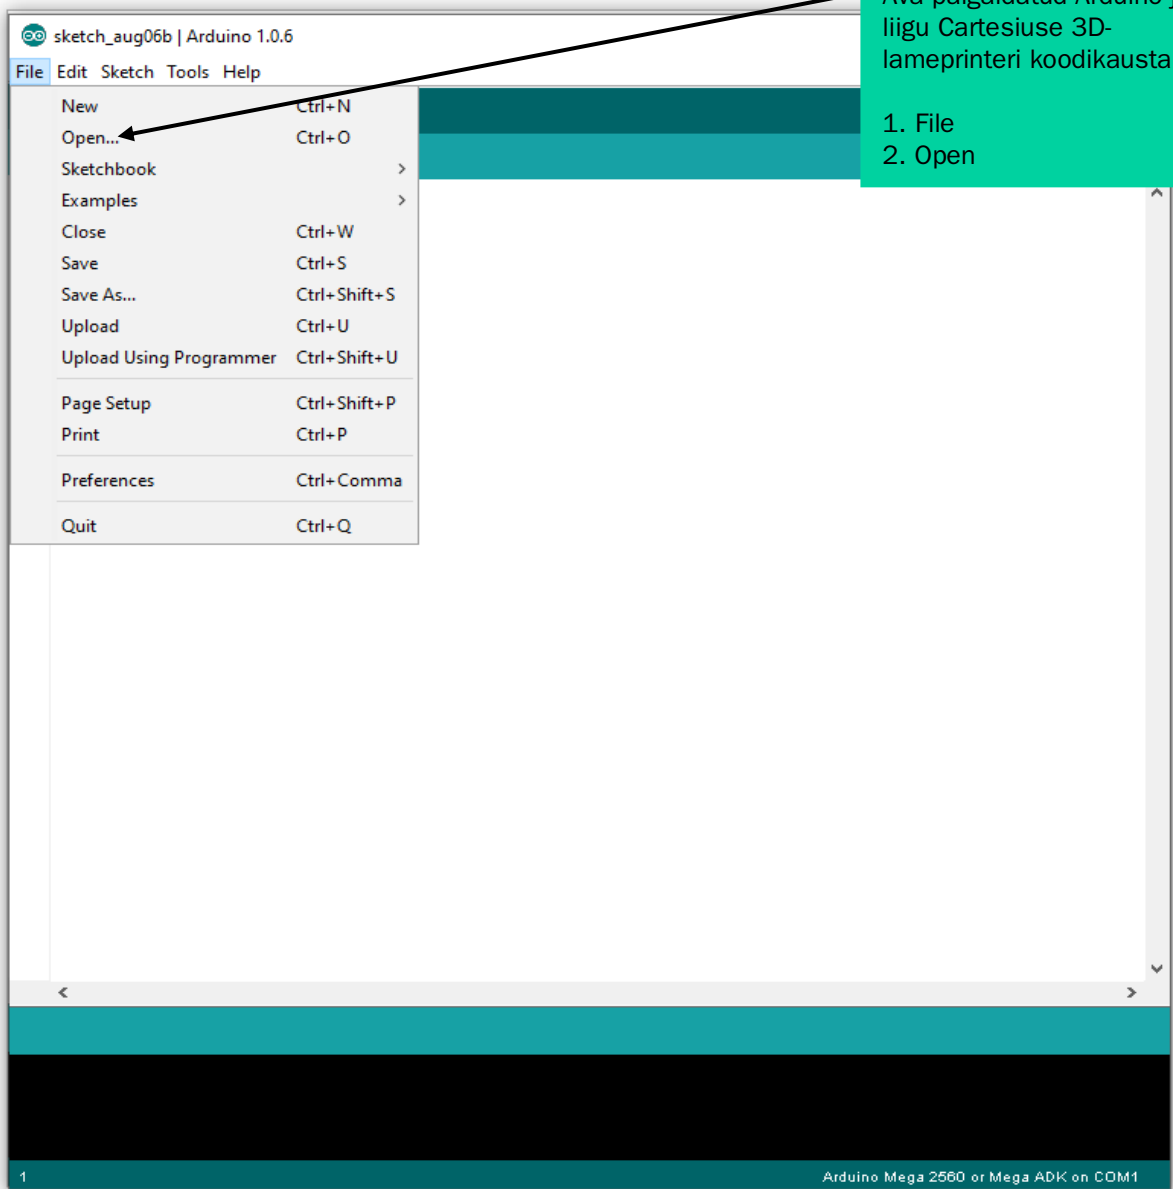 Ava paigaldatud Arduino
liigu Cartesiuse 3D-
lameprinteri koodikausta
1. File
2. Open
sketch_aug06b | Arduino 1.0.6
File Edit Sketch Tools Help
New Ctrl+N
Open... Ctrl+O
Sketchbook >
Examples >
Close Ctrl+W
Save Ctrl+S
Save As... Ctrl+Shift+S
Upload Ctrl+U
Upload Using Programmer Ctrl+Shift+U
Page Setup Ctrl+Shift+P
Print Ctrl+P
Preferences Ctrl+Comma
Quit Ctrl+Q
1 Arduino Mega 2560 or Mega ADK on COM1